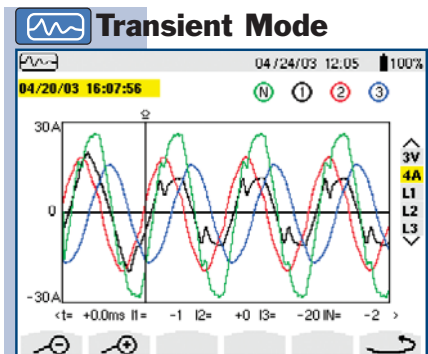 Transient Mode
04/24/03 12:05 100%
04/20/03 16:07:56
N 1 2 3
30A
3V
4A
L1
0
L2
L3
-30A
<t= +0.0ms I1= -1 I2= +0 I3= -20 IN= -2 >